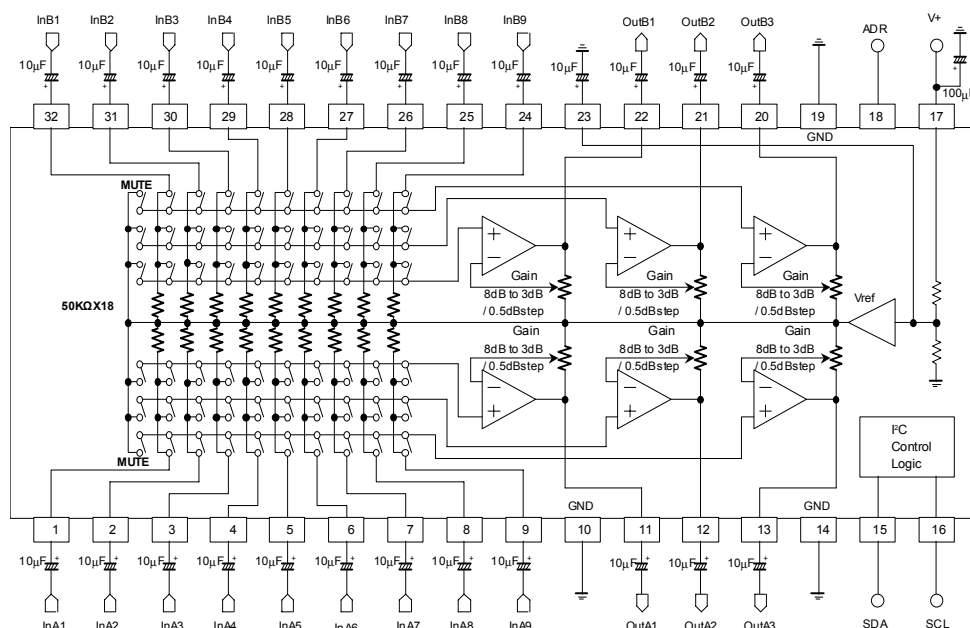 InB1 InB2 InB3 InB4 InB5 InB6 InB7 InB8 InB9 OutB1 OutB2 OutB3 ADR V+
10μF 10μF 10μF 10μF 10μF 10μF 10μF 10μF 10μF 10μF 10μF 10μF 10μF 100μF
32 31 30 29 28 27 26 25 24 23 22 21 20 19 18 17
GND
MUTE
Gain Gain Gain
8dB to 3dB 8dB to 3dB 8dB to 3dB
/ 0.5dBstep / 0.5dBstep / 0.5dBstep
50KΩX18
Vref
Gain Gain Gain
8dB to 3dB 8dB to 3dB 8dB to 3dB
/ 0.5dBstep / 0.5dBstep / 0.5dBstep
I²C
Control
Logic
MUTE
GND GND
1 2 3 4 5 6 7 8 9 10 11 12 13 14 15 16
10μF 10μF 10μF 10μF 10μF 10μF 10μF 10μF 10μF 10μF 10μF 10μF
InA1 InA2 InA3 InA4 InA5 InA6 InA7 InA8 InA9 OutA1 OutA2 OutA3 SDA SCL